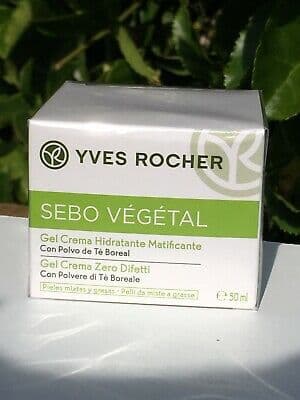 YVES ROCHER
SEBO VÉGÉTAL
Gel Crema Hidratante Matificante
Con Polvo de Té Boreal
Gel Crema Zero Difetti
Con Polvere di Tè Boreale
Pieles mixtas y grasas - Pelli da miste a grasse
℮ 50 ml